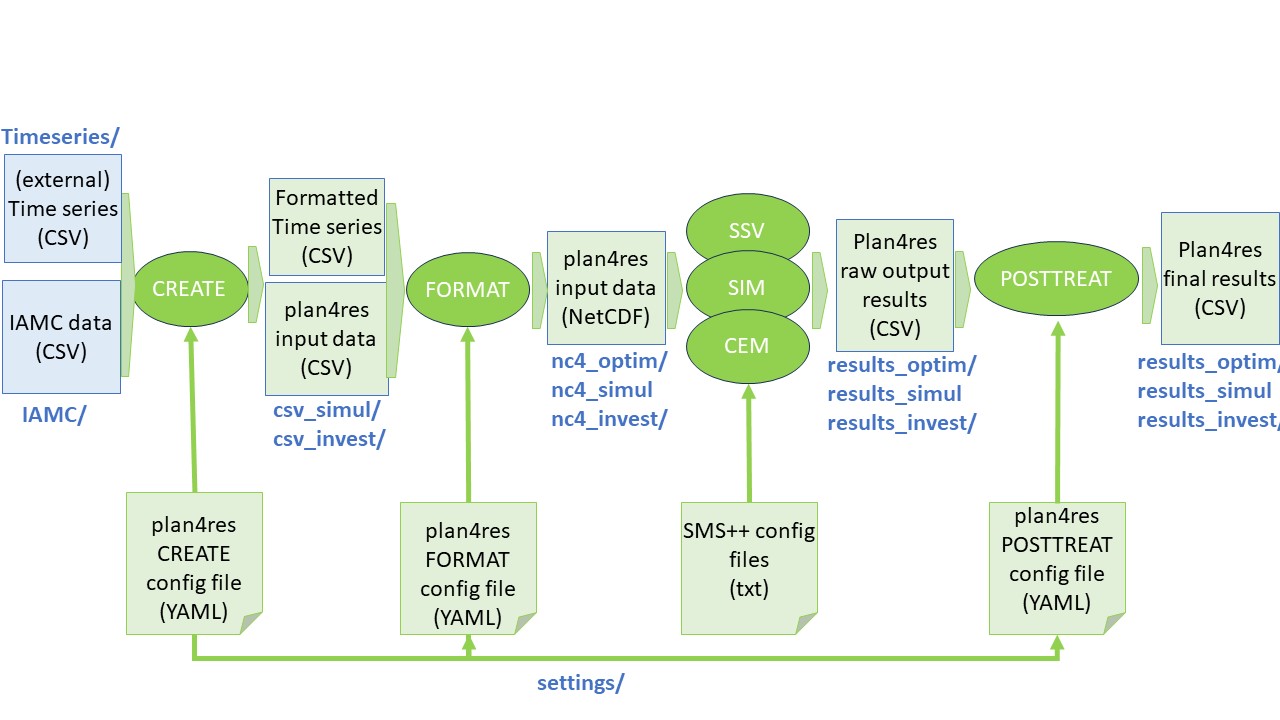 Timeseries/
(external)
Time series
(CSV)
IAMC data
(CSV)
IAMC/
CREATE
Formatted
Time series
(CSV)
plan4res
input data
(CSV)
csv_simul/
csv_invest/
FORMAT
plan4res
input data
(NetCDF)
nc4_optim/
nc4_simul
nc4_invest/
SSV
SIM
CEM
Plan4res
raw output
results
(CSV)
results_optim/
results_simul
results_invest/
POSTTREAT
Plan4res
final results
(CSV)
results_optim/
results_simul
results_invest/
plan4res
CREATE
config file
(YAML)
plan4res
FORMAT
config file
(YAML)
SMS++ config
files
(txt)
plan4res
POSTTREAT
config file
(YAML)
settings/